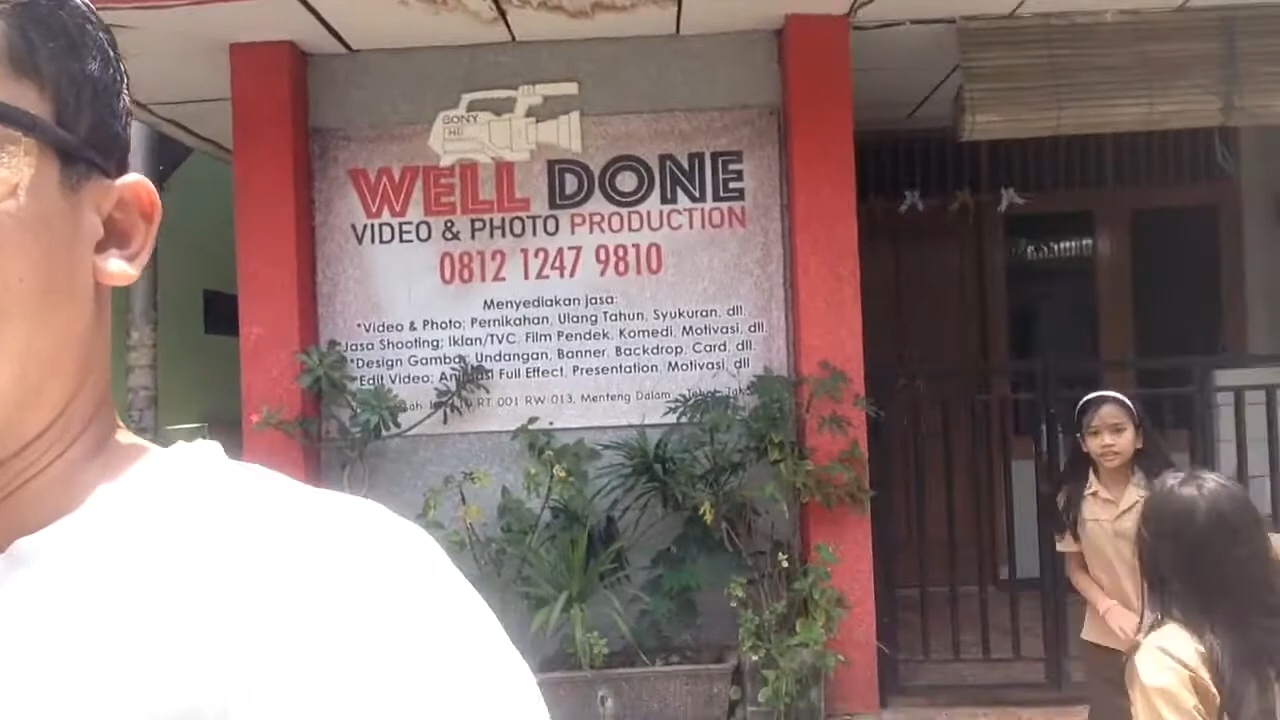 SONY
HD
WELL DONE
VIDEO & PHOTO PRODUCTION
0812 1247 9810
Menyediakan jasa:
*Video & Photo; Pernikahan, Ulang Tahun, Syukuran, dll.
*Jasa Shooting; Iklan/TVC, Film Pendek, Komedi, Motivasi, dll.
*Design Gambar, Undangan, Banner, Backdrop, Card, dll.
*Edit Video; Animasi Full Effect, Presentation, Motivasi, dll
RT 001 RW 013, Menteng Dalam